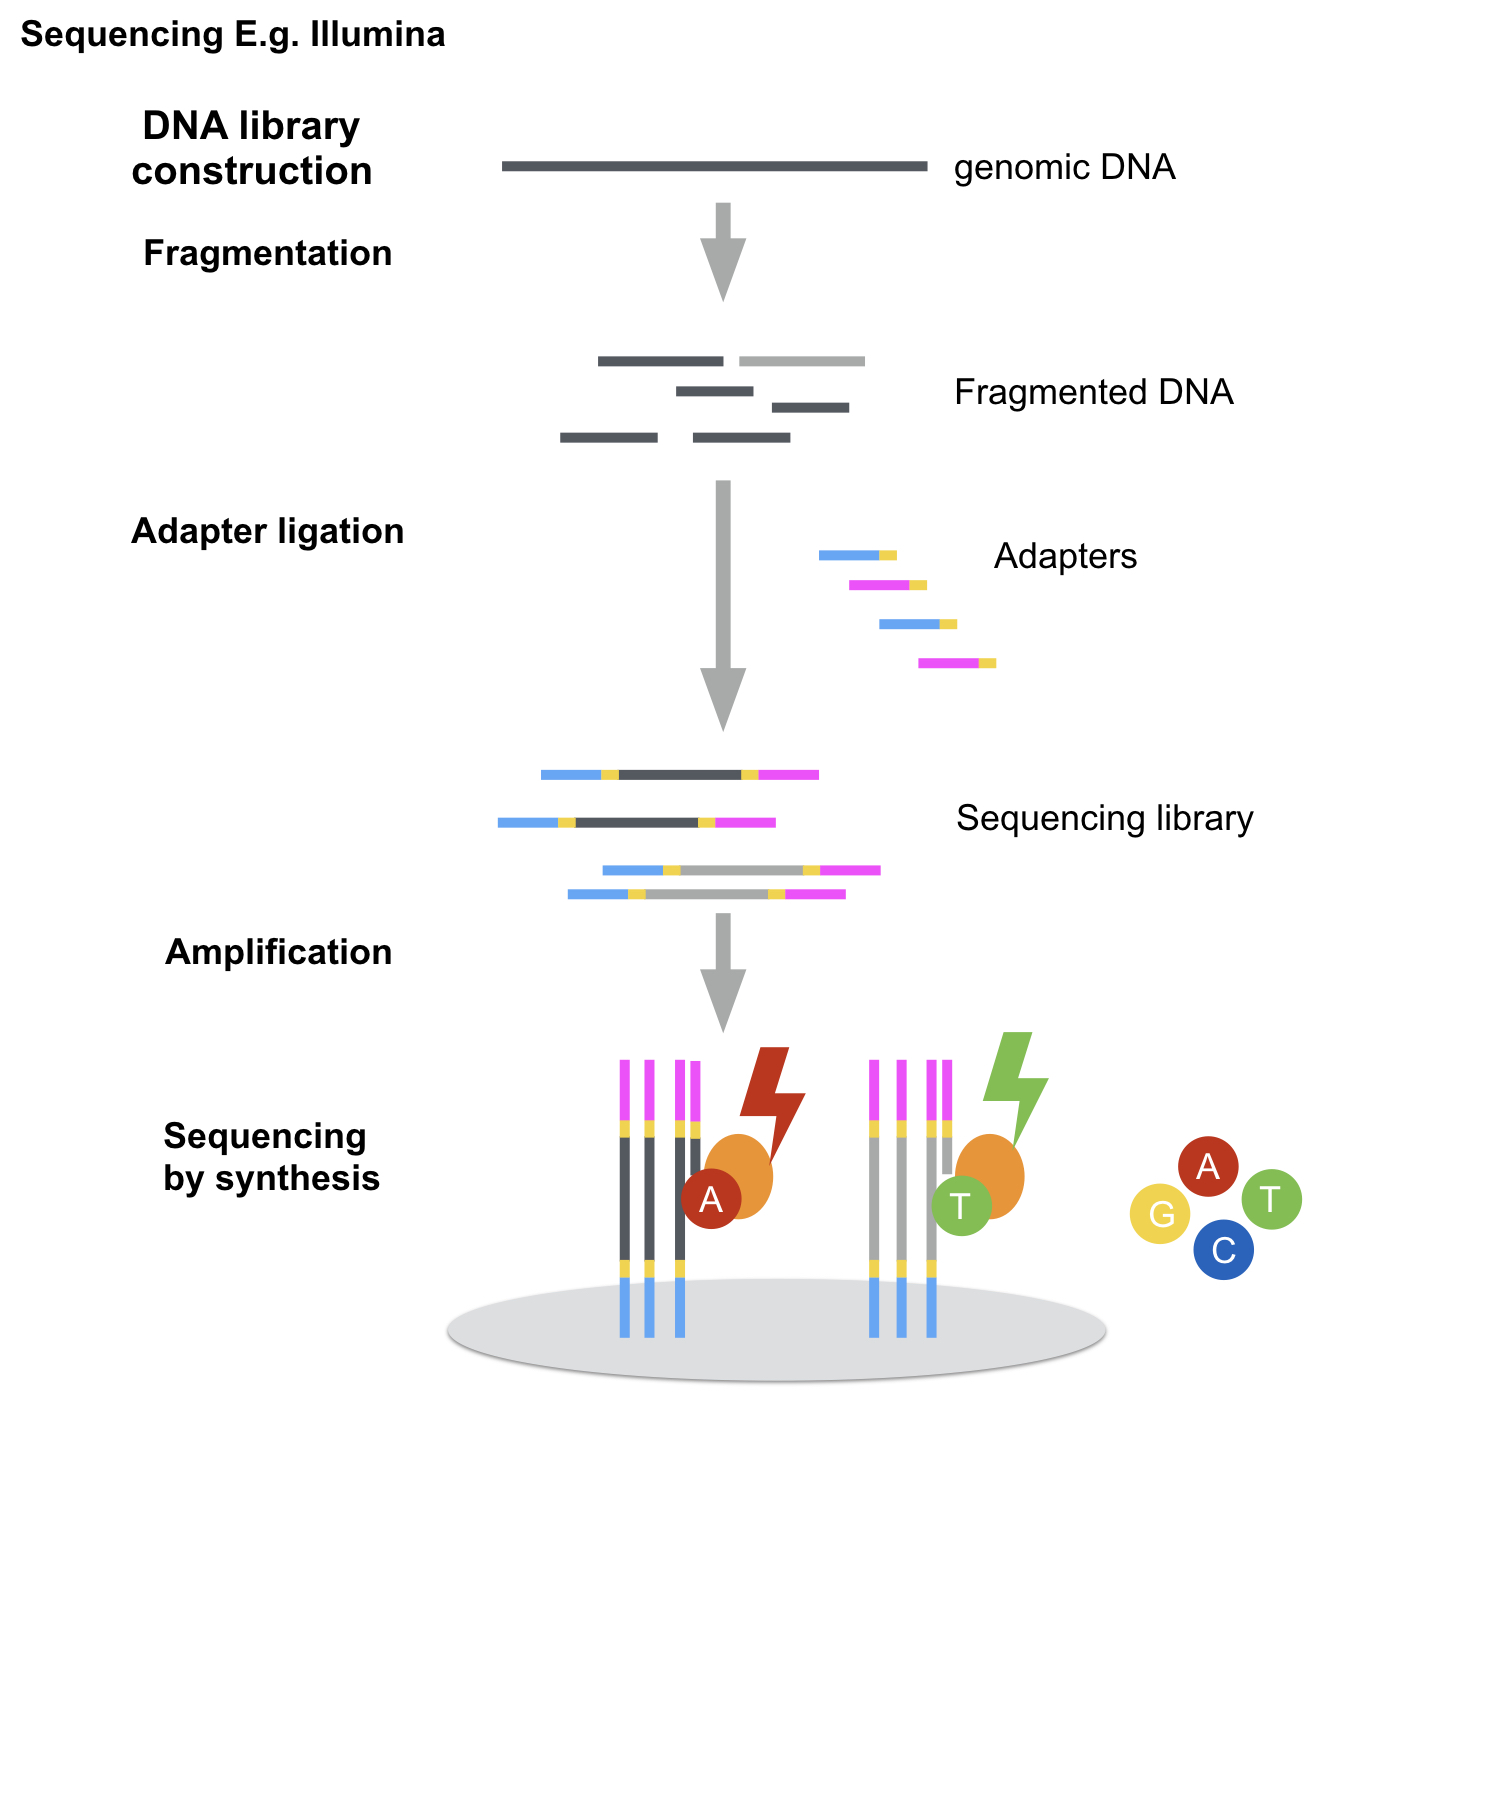 Sequencing E.g. Illumina
DNA library
construction
genomic DNA
Fragmentation
Fragmented DNA
Adapter ligation
Adapters
Sequencing library
Amplification
Sequencing
by synthesis
A
T
A
G
T
C